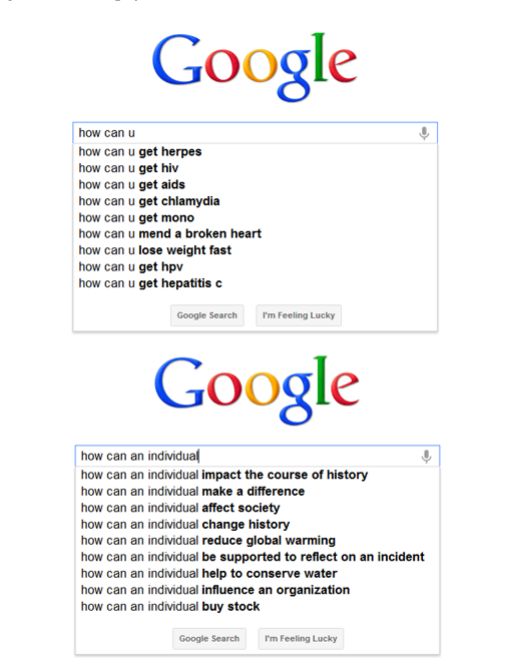 Google
how can u
how can u get herpes
how can u get hiv
how can u get aids
how can u get chlamydia
how can u get mono
how can u mend a broken heart
how can u lose weight fast
how can u get hpv
how can u get hepatitis c
Google Search I'm Feeling Lucky
Google
how can an individual
how can an individual impact the course of history
how can an individual make a difference
how can an individual affect society
how can an individual change history
how can an individual reduce global warming
how can an individual be supported to reflect on an incident
how can an individual help to conserve water
how can an individual influence an organization
how can an individual buy stock
Google Search I'm Feeling Lucky